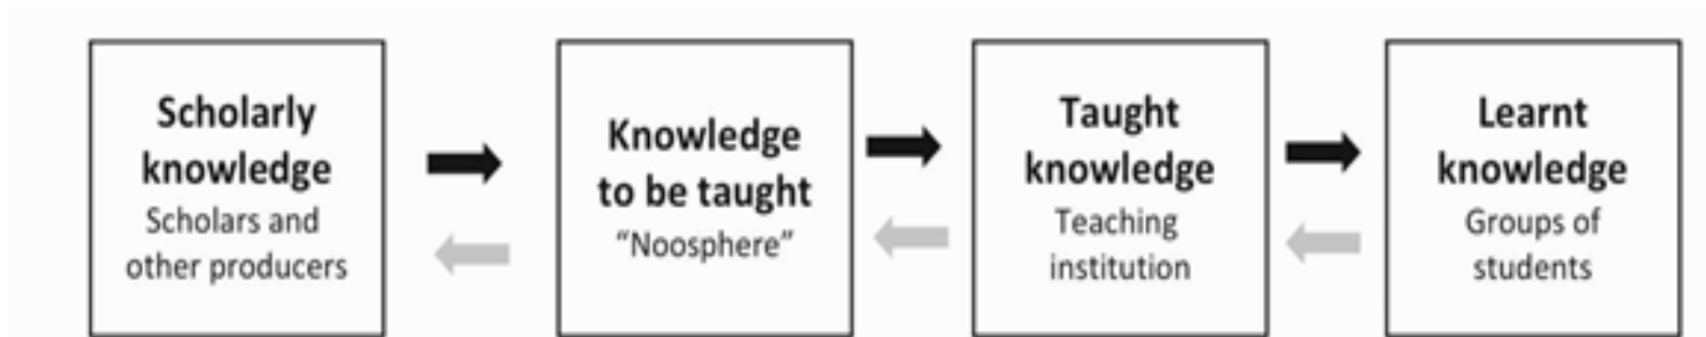 Scholarly
knowledge
Scholars and
other producers
Knowledge
to be taught
“Noosphere”
Taught
knowledge
Teaching
institution
Learnt
knowledge
Groups of
students